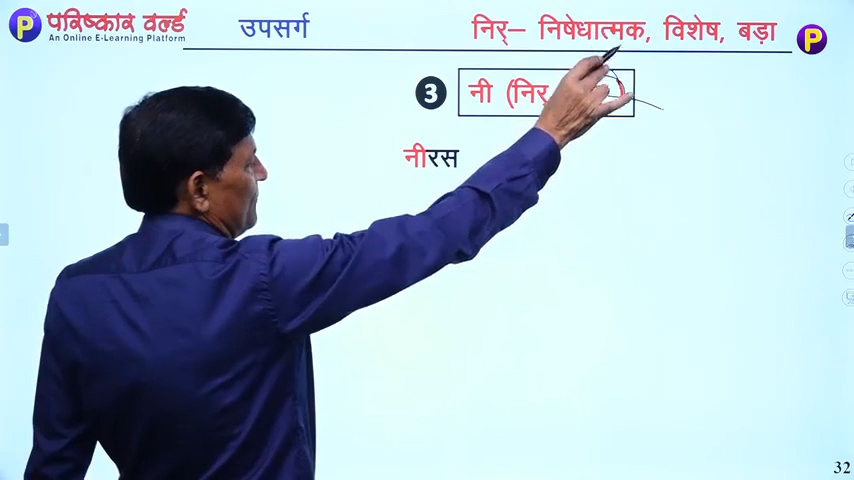 परिष्कार वर्ल्ड
An Online E-Learning Platform
उपसर्ग
निर्– निषेधात्मक, विशेष, बड़ा
P
P
3
नी (निर्
नीरस
32